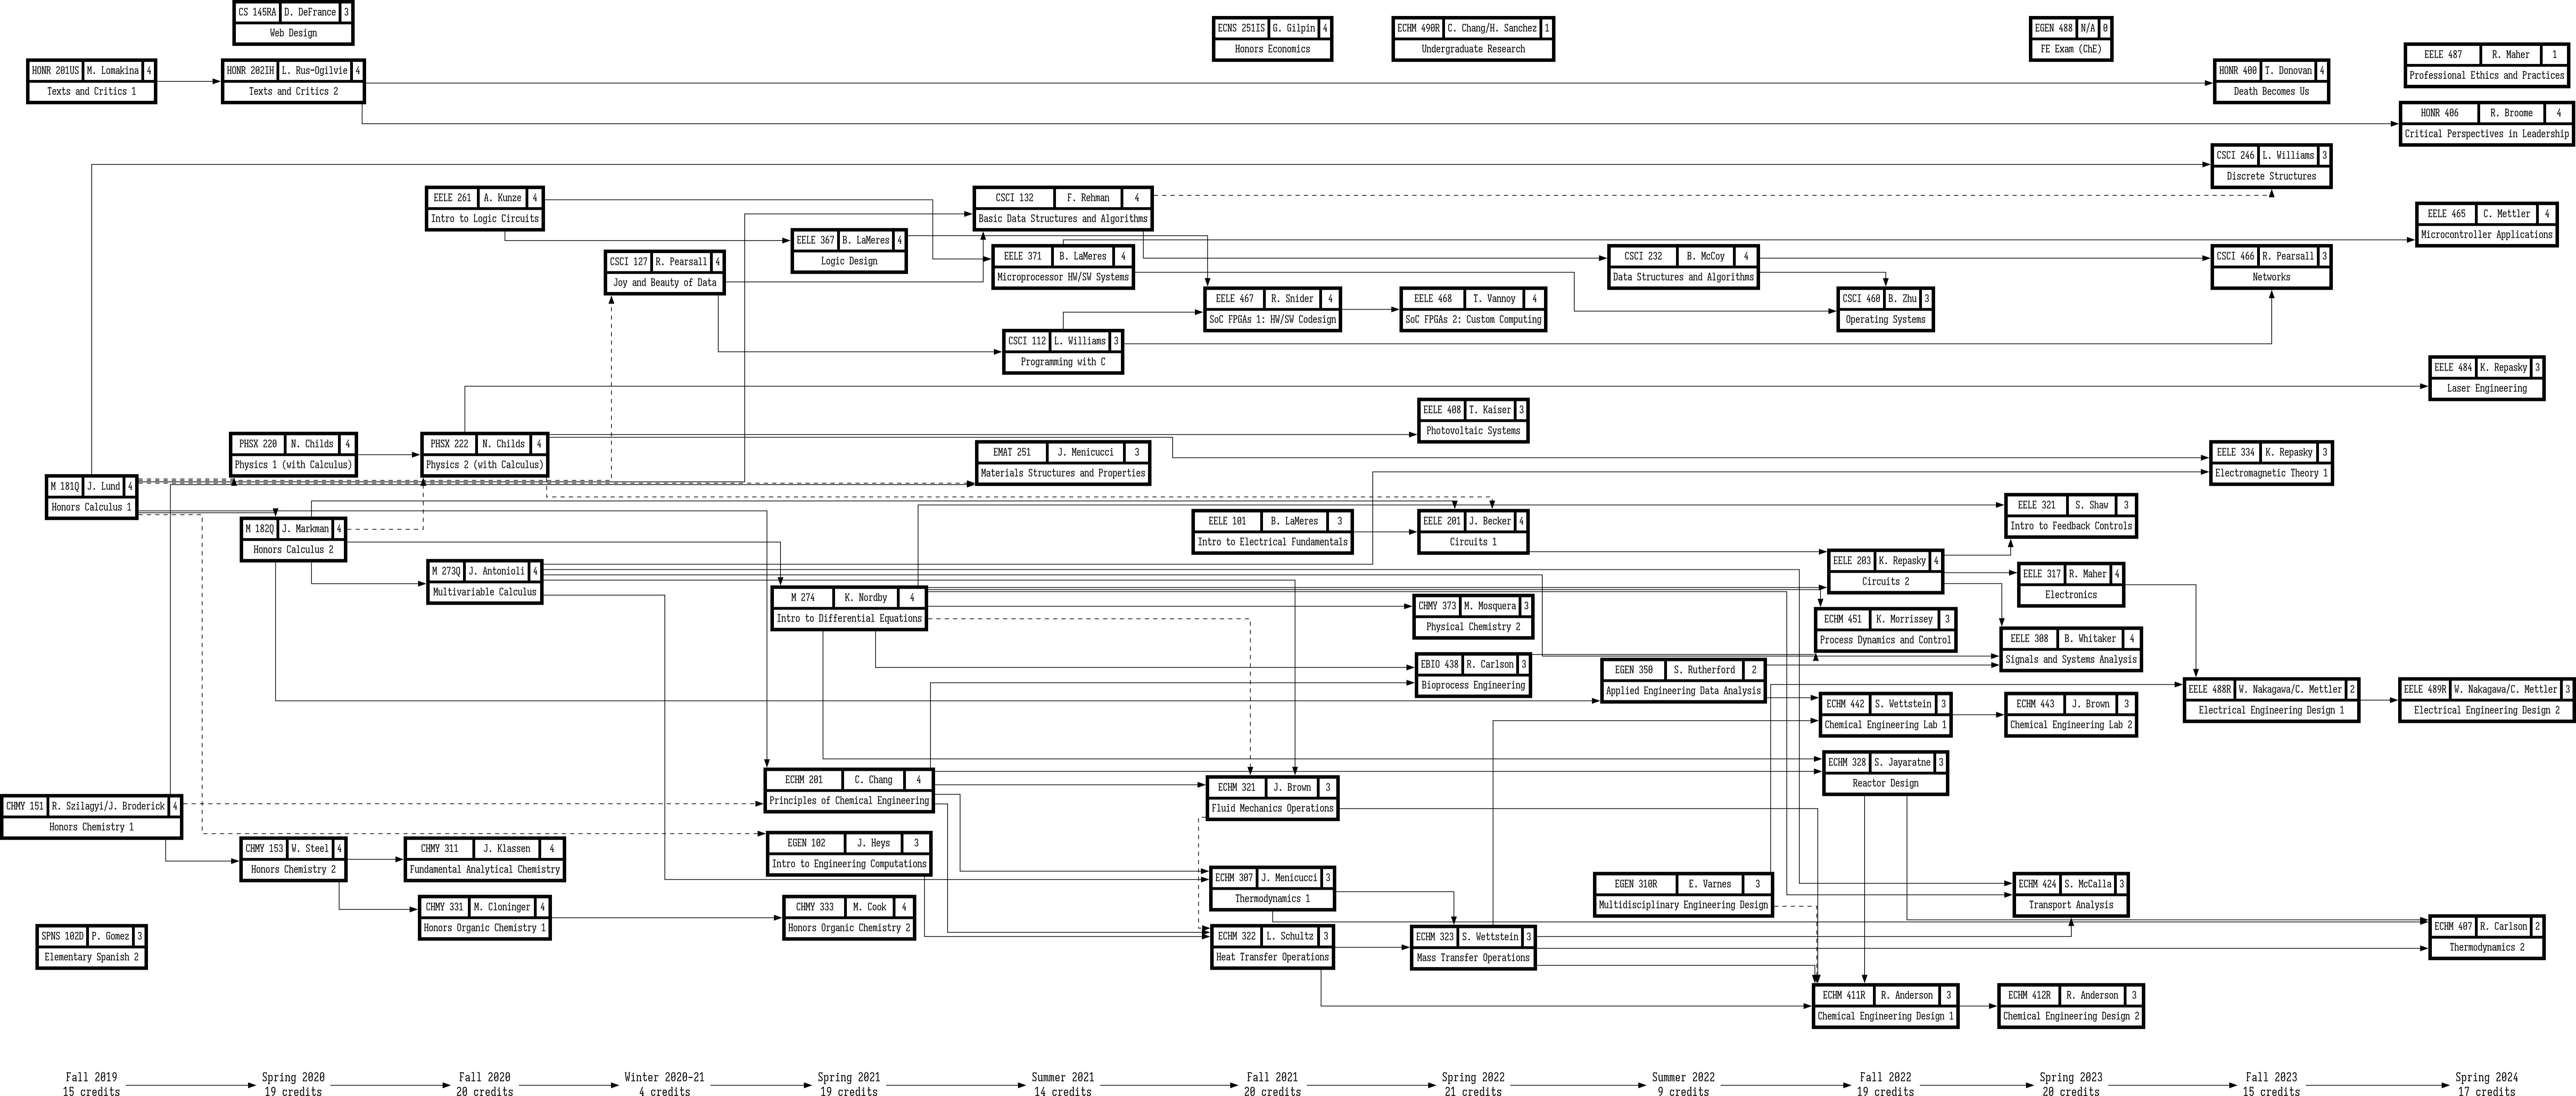 CS 145RA D. DeFrance 3
Web Design
ECNS 251IS G. Gilpin 4
Honors Economics
ECHM 490R C. Chang/H. Sanchez 1
Undergraduate Research
EGEN 488 N/A 0
FE Exam (ChE)
EELE 487 R. Maher 1
Professional Ethics and Practices
HONR 201US M. Lomakina 4
Texts and Critics 1
HONR 202IH L. Rus-Ogilvie 4
Texts and Critics 2
HONR 400 T. Donovan 4
Death Becomes Us
HONR 406 R. Broome 4
Critical Perspectives in Leadership
CSCI 246 L. Williams 3
Discrete Structures
EELE 261 A. Kunze 4
Intro to Logic Circuits
CSCI 132 F. Rehman 4
Basic Data Structures and Algorithms
EELE 465 C. Mettler 4
Microcontroller Applications
EELE 367 B. LaMeres 4
Logic Design
CSCI 127 R. Pearsall 4
Joy and Beauty of Data
EELE 371 B. LaMeres 4
Microprocessor HW/SW Systems
CSCI 232 B. McCoy 4
Data Structures and Algorithms
CSCI 466 R. Pearsall 3
Networks
EELE 467 R. Snider 4
SoC FPGAs 1: HW/SW Codesign
EELE 468 T. Vannoy 4
SoC FPGAs 2: Custom Computing
CSCI 460 B. Zhu 3
Operating Systems
CSCI 112 L. Williams 3
Programming with C
EELE 484 K. Repasky 3
Laser Engineering
EELE 408 T. Kaiser 3
Photovoltaic Systems
PHSX 220 N. Childs 4
Physics 1 (with Calculus)
PHSX 222 N. Childs 4
Physics 2 (with Calculus)
EMAT 251 J. Menicucci 3
Materials Structures and Properties
EELE 334 K. Repasky 3
Electromagnetic Theory 1
M 181Q J. Lund 4
Honors Calculus 1
EELE 321 S. Shaw 3
Intro to Feedback Controls
M 182Q J. Markman 4
Honors Calculus 2
EELE 101 B. LaMeres 3
Intro to Electrical Fundamentals
EELE 201 J. Becker 4
Circuits 1
EELE 203 K. Repasky 4
Circuits 2
M 273Q J. Antonioli 4
Multivariable Calculus
EELE 317 R. Maher 4
Electronics
M 274 K. Nordby 4
Intro to Differential Equations
CHMY 373 M. Mosquera 3
Physical Chemistry 2
ECHM 451 K. Morrissey 3
Process Dynamics and Control
EELE 308 B. Whitaker 4
Signals and Systems Analysis
EBIO 438 R. Carlson 3
Bioprocess Engineering
EGEN 350 S. Rutherford 2
Applied Engineering Data Analysis
EELE 488R W. Nakagawa/C. Mettler 2
Electrical Engineering Design 1
EELE 489R W. Nakagawa/C. Mettler 3
Electrical Engineering Design 2
ECHM 442 S. Wettstein 3
Chemical Engineering Lab 1
ECHM 443 J. Brown 3
Chemical Engineering Lab 2
ECHM 328 S. Jayaratne 3
Reactor Design
ECHM 201 C. Chang 4
Principles of Chemical Engineering
ECHM 321 J. Brown 3
Fluid Mechanics Operations
CHMY 151 R. Szilagyi/J. Broderick 4
Honors Chemistry 1
CHMY 153 W. Steel 4
Honors Chemistry 2
CHMY 311 J. Klassen 4
Fundamental Analytical Chemistry
EGEN 102 J. Heys 3
Intro to Engineering Computations
ECHM 307 J. Menicucci 3
Thermodynamics 1
EGEN 310R E. Varnes 3
Multidisciplinary Engineering Design
ECHM 424 S. McCalla 3
Transport Analysis
CHMY 331 M. Cloninger 4
Honors Organic Chemistry 1
CHMY 333 M. Cook 4
Honors Organic Chemistry 2
ECHM 407 R. Carlson 2
Thermodynamics 2
SPNS 102D P. Gomez 3
Elementary Spanish 2
ECHM 322 L. Schultz 3
Heat Transfer Operations
ECHM 323 S. Wettstein 3
Mass Transfer Operations
ECHM 411R R. Anderson 3
Chemical Engineering Design 1
ECHM 412R R. Anderson 3
Chemical Engineering Design 2
Fall 2019
15 credits
Spring 2020
19 credits
Fall 2020
20 credits
Winter 2020-21
4 credits
Spring 2021
19 credits
Summer 2021
14 credits
Fall 2021
20 credits
Spring 2022
21 credits
Summer 2022
9 credits
Fall 2022
19 credits
Spring 2023
20 credits
Fall 2023
15 credits
Spring 2024
17 credits